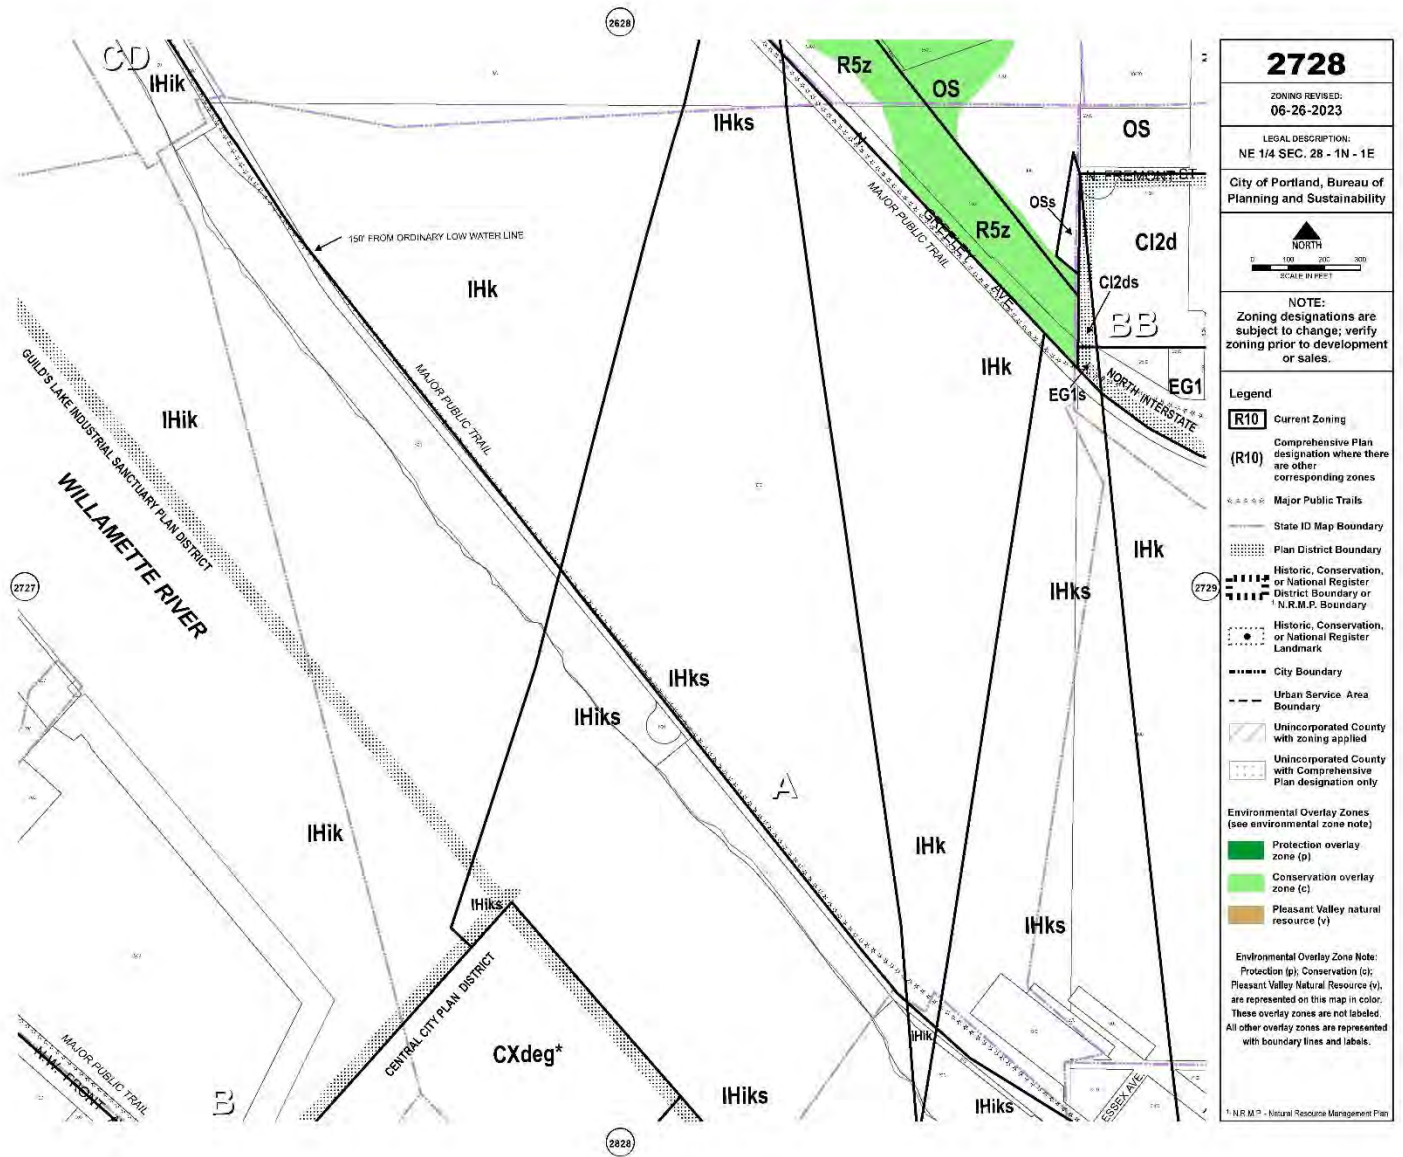 2628
CD
IHik
IHks
R5z
OS
OS
N. FREMONT CT
OSs
CI2d
CI2ds
BB
N
GREELEY
AVE
MAJOR PUBLIC TRAIL
R5z
MAJOR PUBLIC TRAIL
150' FROM ORDINARY LOW WATER LINE
IHk
IHk
EG1s
EG1
NORTH INTERSTATE
GUILD'S LAKE INDUSTRIAL SANCTUARY PLAN DISTRICT
IHik
MAJOR PUBLIC TRAIL
WILLAMETTE RIVER
2727
IHk
IHks
2729
IHks
IHiks
A
IHik
IHk
IHiks
IHks
CENTRAL CITY PLAN DISTRICT
CXdeg*
IHik
MAJOR PUBLIC TRAIL
N.W. FRONT
B
IHiks
IHiks
ESSEX AVE.
2828
2728
ZONING REVISED:
06-26-2023
LEGAL DESCRIPTION:
NE 1/4 SEC. 28 - 1N - 1E
City of Portland, Bureau of
Planning and Sustainability
NORTH
0 100 200 300
SCALE IN FEET
NOTE:
Zoning designations are
subject to change; verify
zoning prior to development
or sales.
Legend
R10 Current Zoning
(R10) Comprehensive Plan
designation where there
are other
corresponding zones
Major Public Trails
State ID Map Boundary
Plan District Boundary
Historic, Conservation,
or National Register
District Boundary or
¹ N.R.M.P. Boundary
Historic, Conservation,
or National Register
Landmark
City Boundary
Urban Service Area
Boundary
Unincorporated County
with zoning applied
Unincorporated County
with Comprehensive
Plan designation only
Environmental Overlay Zones
(see environmental zone note)
Protection overlay
zone (p)
Conservation overlay
zone (c)
Pleasant Valley natural
resource (v)
Environmental Overlay Zone Note:
Protection (p); Conservation (c);
Pleasant Valley Natural Resource (v),
are represented on this map in color.
These overlay zones are not labeled.
All other overlay zones are represented
with boundary lines and labels.
¹ N.R.M.P. - Natural Resource Management Plan